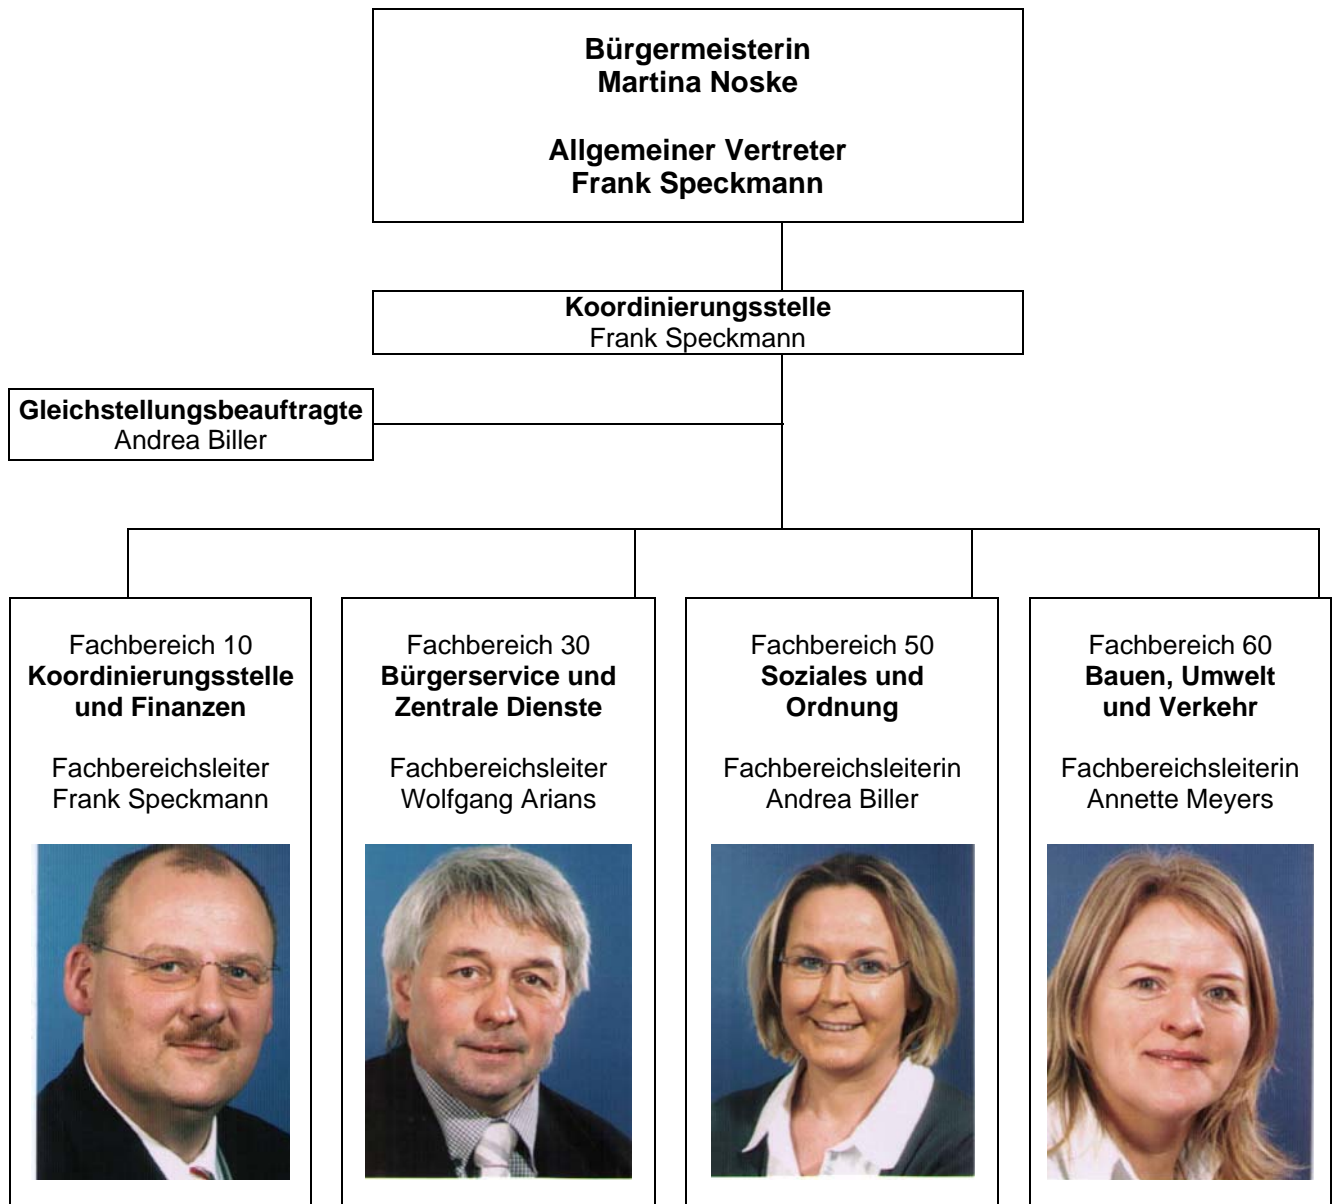 Bürgermeisterin
Martina Noske
Allgemeiner Vertreter
Frank Speckmann
Koordinierungsstelle
Frank Speckmann
Gleichstellungsbeauftragte
Andrea Biller
Fachbereich 10
Koordinierungsstelle
und Finanzen
Fachbereichsleiter
Frank Speckmann
Fachbereich 30
Bürgerservice und
Zentrale Dienste
Fachbereichsleiter
Wolfgang Arians
Fachbereich 50
Soziales und
Ordnung
Fachbereichsleiterin
Andrea Biller
Fachbereich 60
Bauen, Umwelt
und Verkehr
Fachbereichsleiterin
Annette Meyers